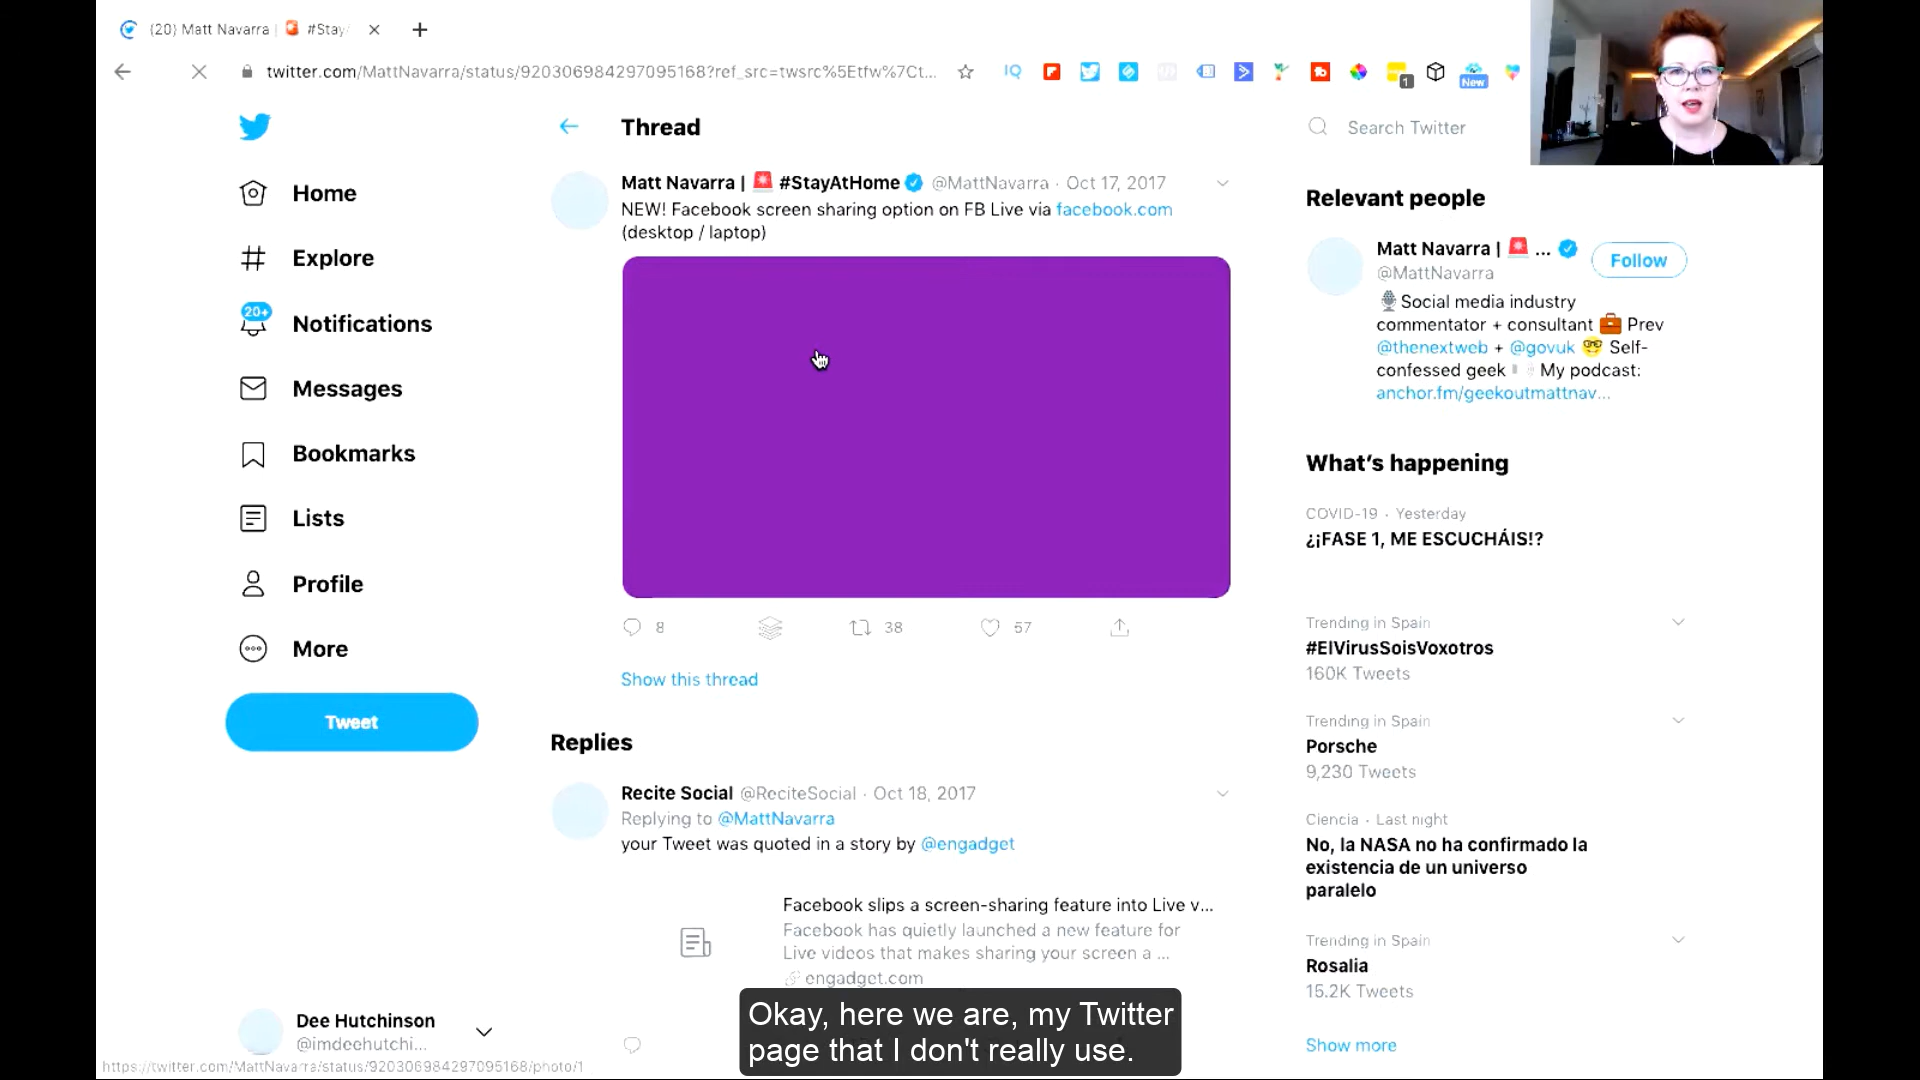 (20) Matt Navarra | 🚨 #Stay
twitter.com/MattNavarra/status/920306984297095168?ref_src=twsrc%5Etfw%7Ct...
IQ
1
New
Thread
Search Twitter
Home
Explore
20+
Notifications
Messages
Bookmarks
Lists
Profile
More
Tweet
Matt Navarra | 🚨 #StayAtHome @MattNavarra · Oct 17, 2017
NEW! Facebook screen sharing option on FB Live via facebook.com
(desktop / laptop)
8
38
57
Show this thread
Replies
Recite Social @ReciteSocial · Oct 18, 2017
Replying to @MattNavarra
your Tweet was quoted in a story by @engadget
Facebook slips a screen-sharing feature into Live v...
Facebook has quietly launched a new feature for
Live videos that makes sharing your screen a ...
engadget.com
Relevant people
Matt Navarra | 🚨 ...
@MattNavarra
Follow
🎙️Social media industry
commentator + consultant 💼 Prev
@thenextweb + @govuk 🤓 Self-
confessed geek My podcast:
anchor.fm/geekoutmattnav...
What's happening
COVID-19 · Yesterday
¿¡FASE 1, ME ESCUCHÁIS!?
Trending in Spain
#ElVirusSoisVoxotros
160K Tweets
Trending in Spain
Porsche
9,230 Tweets
Ciencia · Last night
No, la NASA no ha confirmado la
existencia de un universo
paralelo
Trending in Spain
Rosalia
15.2K Tweets
Show more
Dee Hutchinson
@imdeehutchi...
https://twitter.com/MattNavarra/status/920306984297095168/photo/1
Okay, here we are, my Twitter
page that I don't really use.